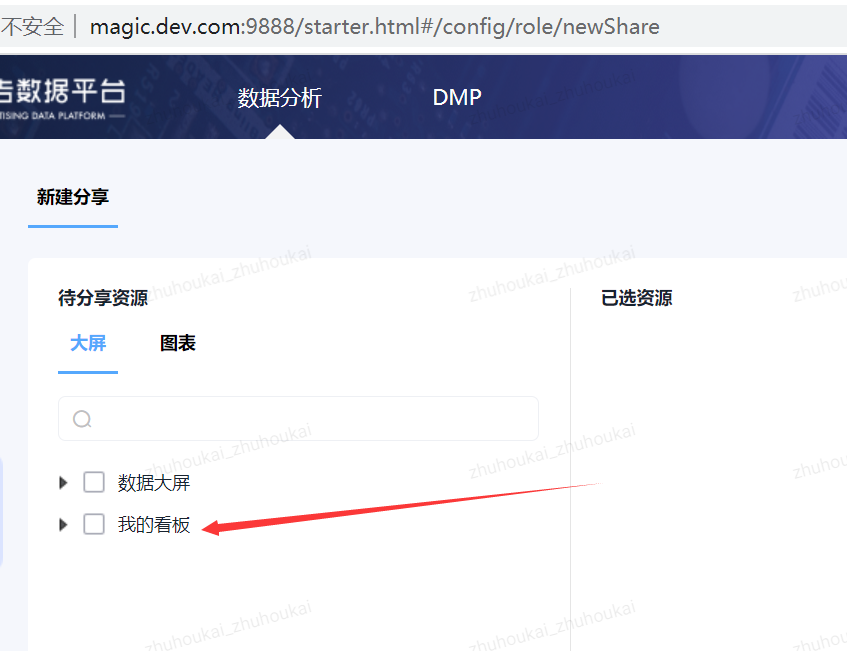 不安全 | magic.dev.com:9888/starter.html#/config/role/newShare
告数据平台
TISING DATA PLATFORM
数据分析
DMP
新建分享
待分享资源
已选资源
大屏
图表
数据大屏
我的看板
zhuhoukai_zhuhoukai
zhuhoukai_zhuhoukai
zhuhou
zhuhoukai_zhuhoukai
zhuhoukai_zhuhoukai
zhuhou
zhuhoukai_zhuhoukai
zhuhoukai_zhuhoukai
zhuhou